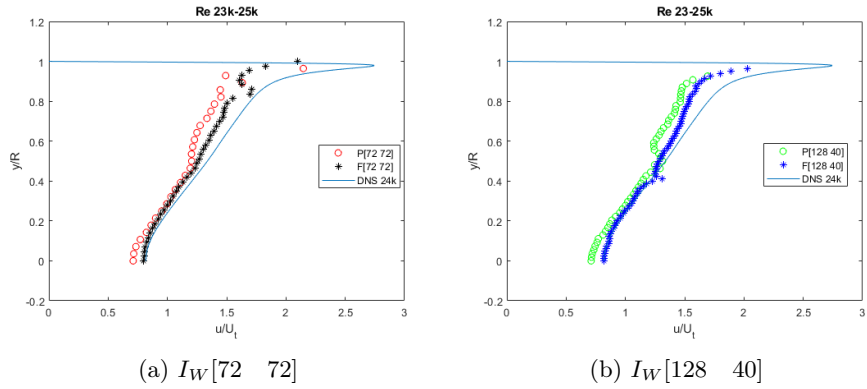 Re 23k-25k
1.2
1
0.8
0.6
0.4
0.2
0
-0.2
y/R
0
0.5
1
1.5
2
2.5
3
u/U_t
P[72 72]
F[72 72]
DNS 24k
(a) I_W[72 72]
Re 23-25k
1.2
1
0.8
0.6
0.4
0.2
0
-0.2
y/R
0
0.5
1
1.5
2
2.5
3
u/U_t
P[128 40]
F[128 40]
DNS 24k
(b) I_W[128 40]